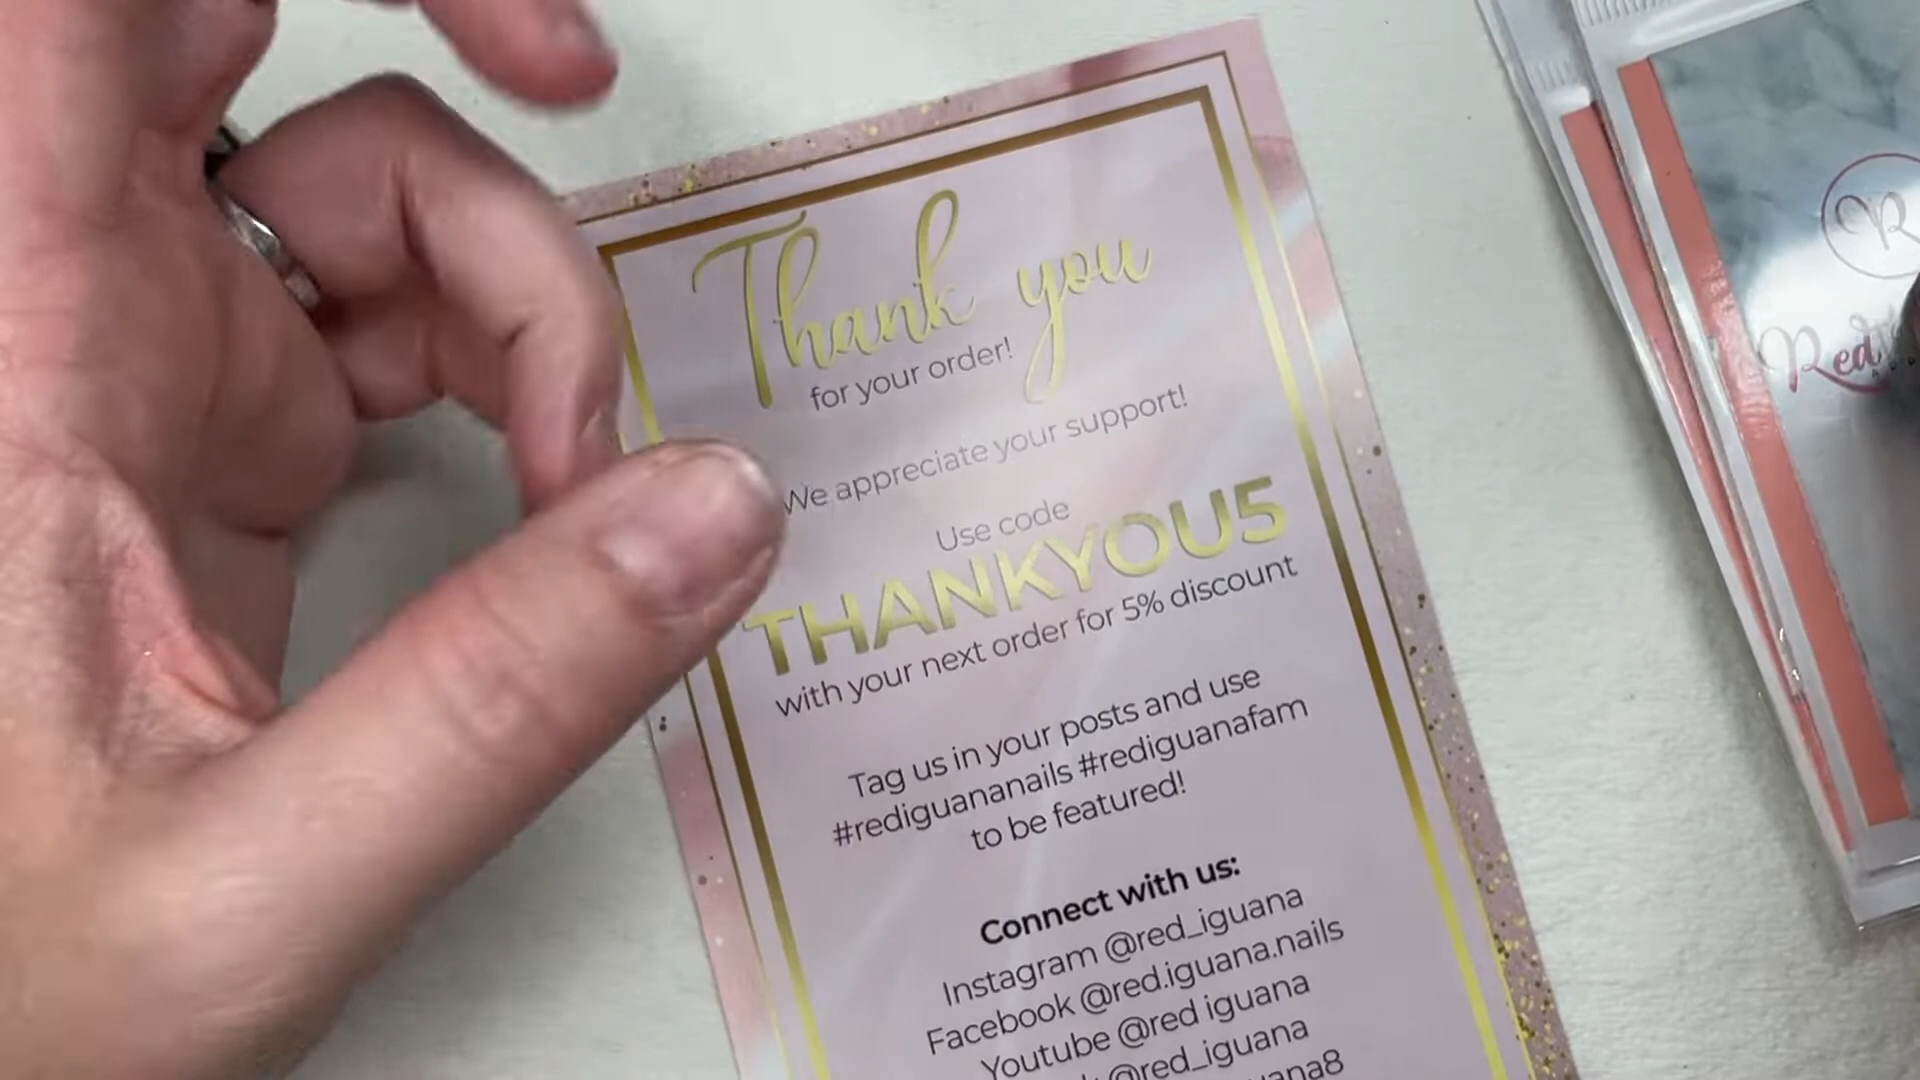 Thank you
for your order!
We appreciate your support!
Use code
THANKYOU5
with your next order for 5% discount
Tag us in your posts and use
#rediguananails #rediguanafam
to be featured!
Connect with us:
Instagram @red_iguana
Facebook @red.iguana.nails
Youtube @red iguana
@red_iguana
R
Red